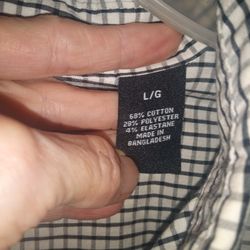 L/G
68% COTTON
28% POLYESTER
4% ELASTANE
MADE IN
BANGLADESH